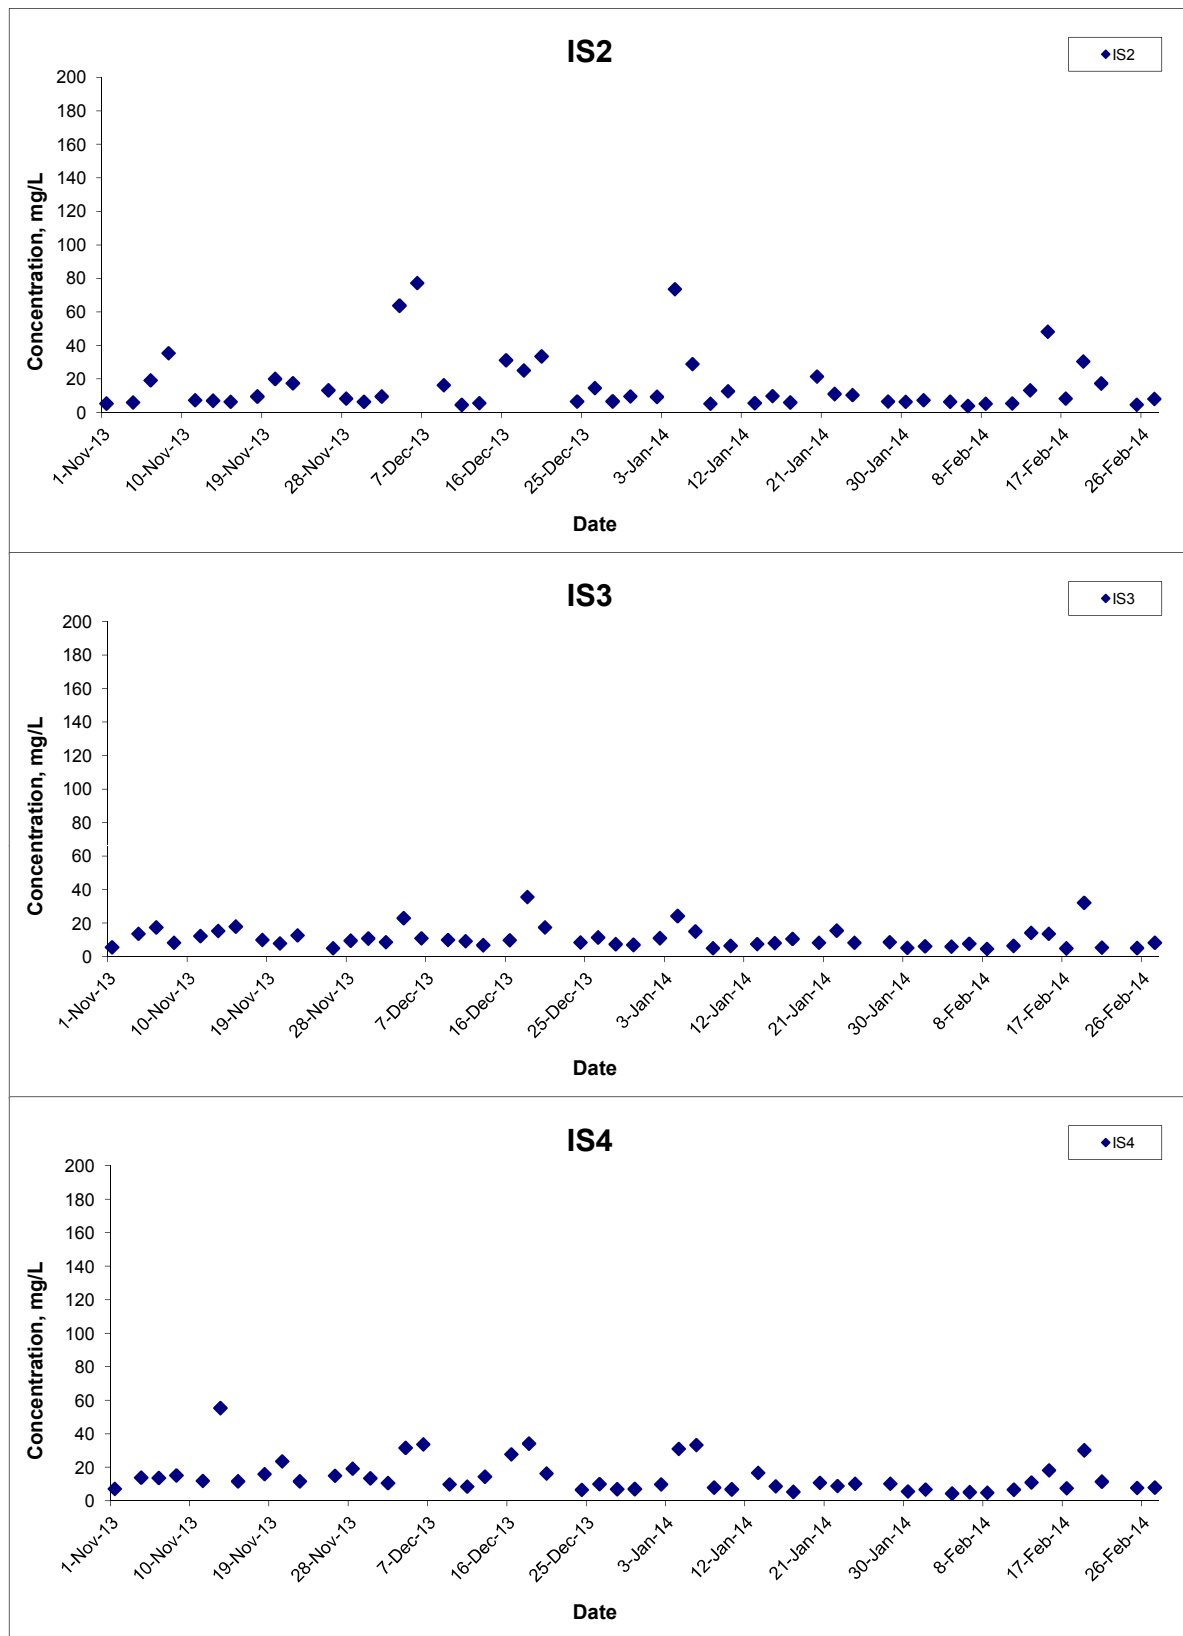 IS2
IS2
200
180
160
140
120
100
80
60
40
20
0
Concentration, mg/L
1-Nov-13
10-Nov-13
19-Nov-13
28-Nov-13
7-Dec-13
16-Dec-13
25-Dec-13
3-Jan-14
12-Jan-14
21-Jan-14
30-Jan-14
8-Feb-14
17-Feb-14
26-Feb-14
Date
IS3
IS3
200
180
160
140
120
100
80
60
40
20
0
Concentration, mg/L
1-Nov-13
10-Nov-13
19-Nov-13
28-Nov-13
7-Dec-13
16-Dec-13
25-Dec-13
3-Jan-14
12-Jan-14
21-Jan-14
30-Jan-14
8-Feb-14
17-Feb-14
26-Feb-14
Date
IS4
IS4
200
180
160
140
120
100
80
60
40
20
0
Concentration, mg/L
1-Nov-13
10-Nov-13
19-Nov-13
28-Nov-13
7-Dec-13
16-Dec-13
25-Dec-13
3-Jan-14
12-Jan-14
21-Jan-14
30-Jan-14
8-Feb-14
17-Feb-14
26-Feb-14
Date